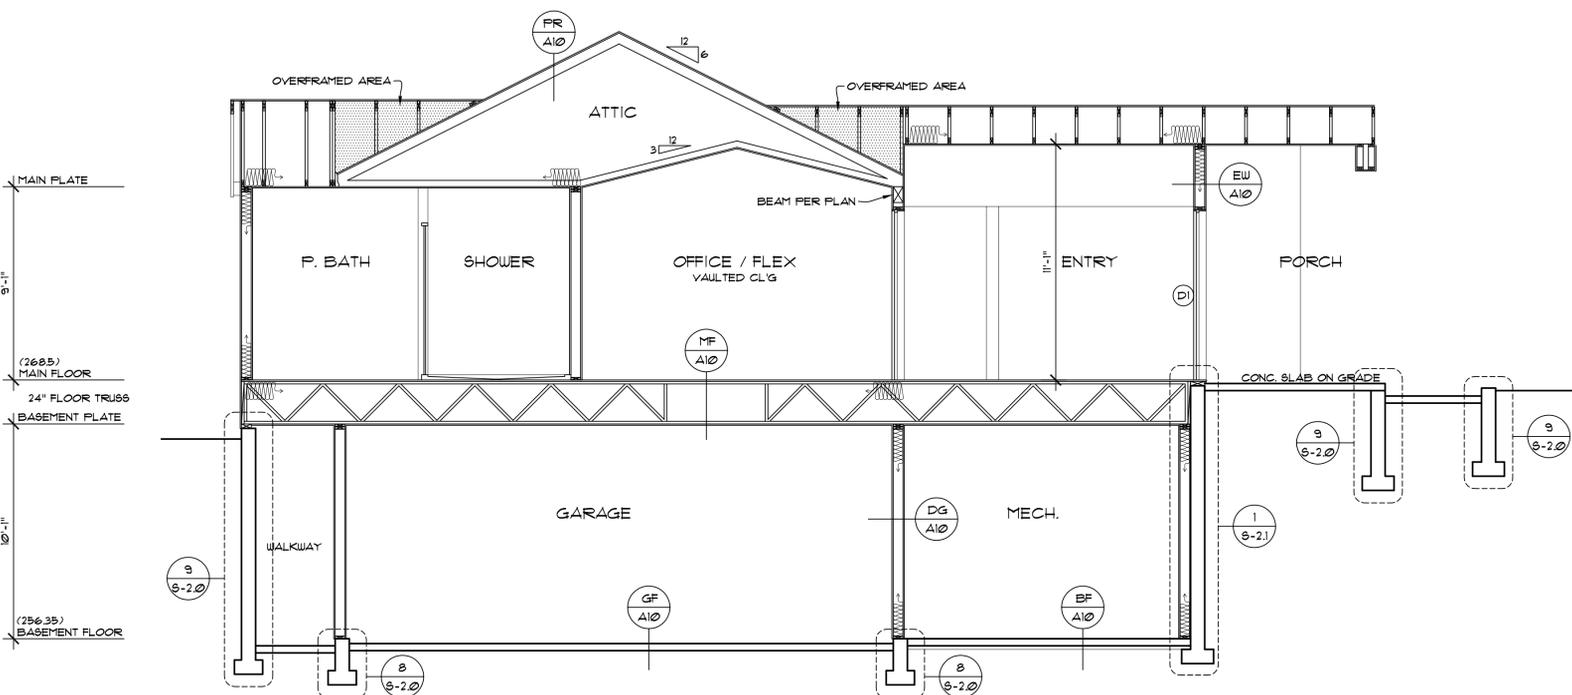 PR
A10
12
6
OVERFRAMED AREA
OVERFRAMED AREA
ATTIC
12
3
MAIN PLATE
EW
A10
BEAM PER PLAN
P. BATH
SHOWER
OFFICE / FLEX
VAULTED CL'G
11'-1"
ENTRY
PORCH
9'-1"
D1
MF
A10
(268.5)
MAIN FLOOR
CONC. SLAB ON GRADE
24" FLOOR TRUSS
BASEMENT PLATE
9
S-2.0
9
S-2.0
GARAGE
DG
A10
MECH.
1
S-2.1
10'-1"
WALKWAY
9
S-2.0
GF
A10
BF
A10
(256.35)
BASEMENT FLOOR
8
S-2.0
8
S-2.0